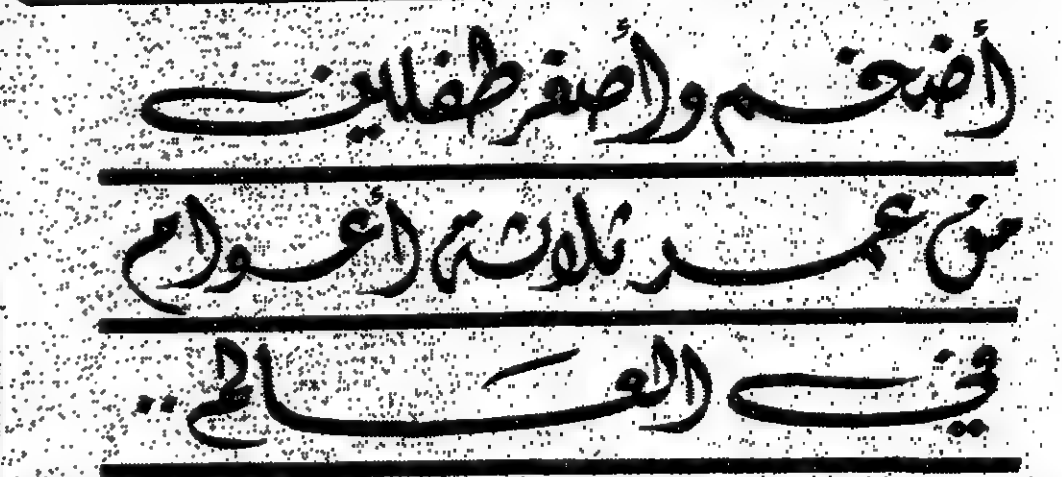 أضخم وأصغر طفلين
من عمر ثلاثة أعوام
في العالم..